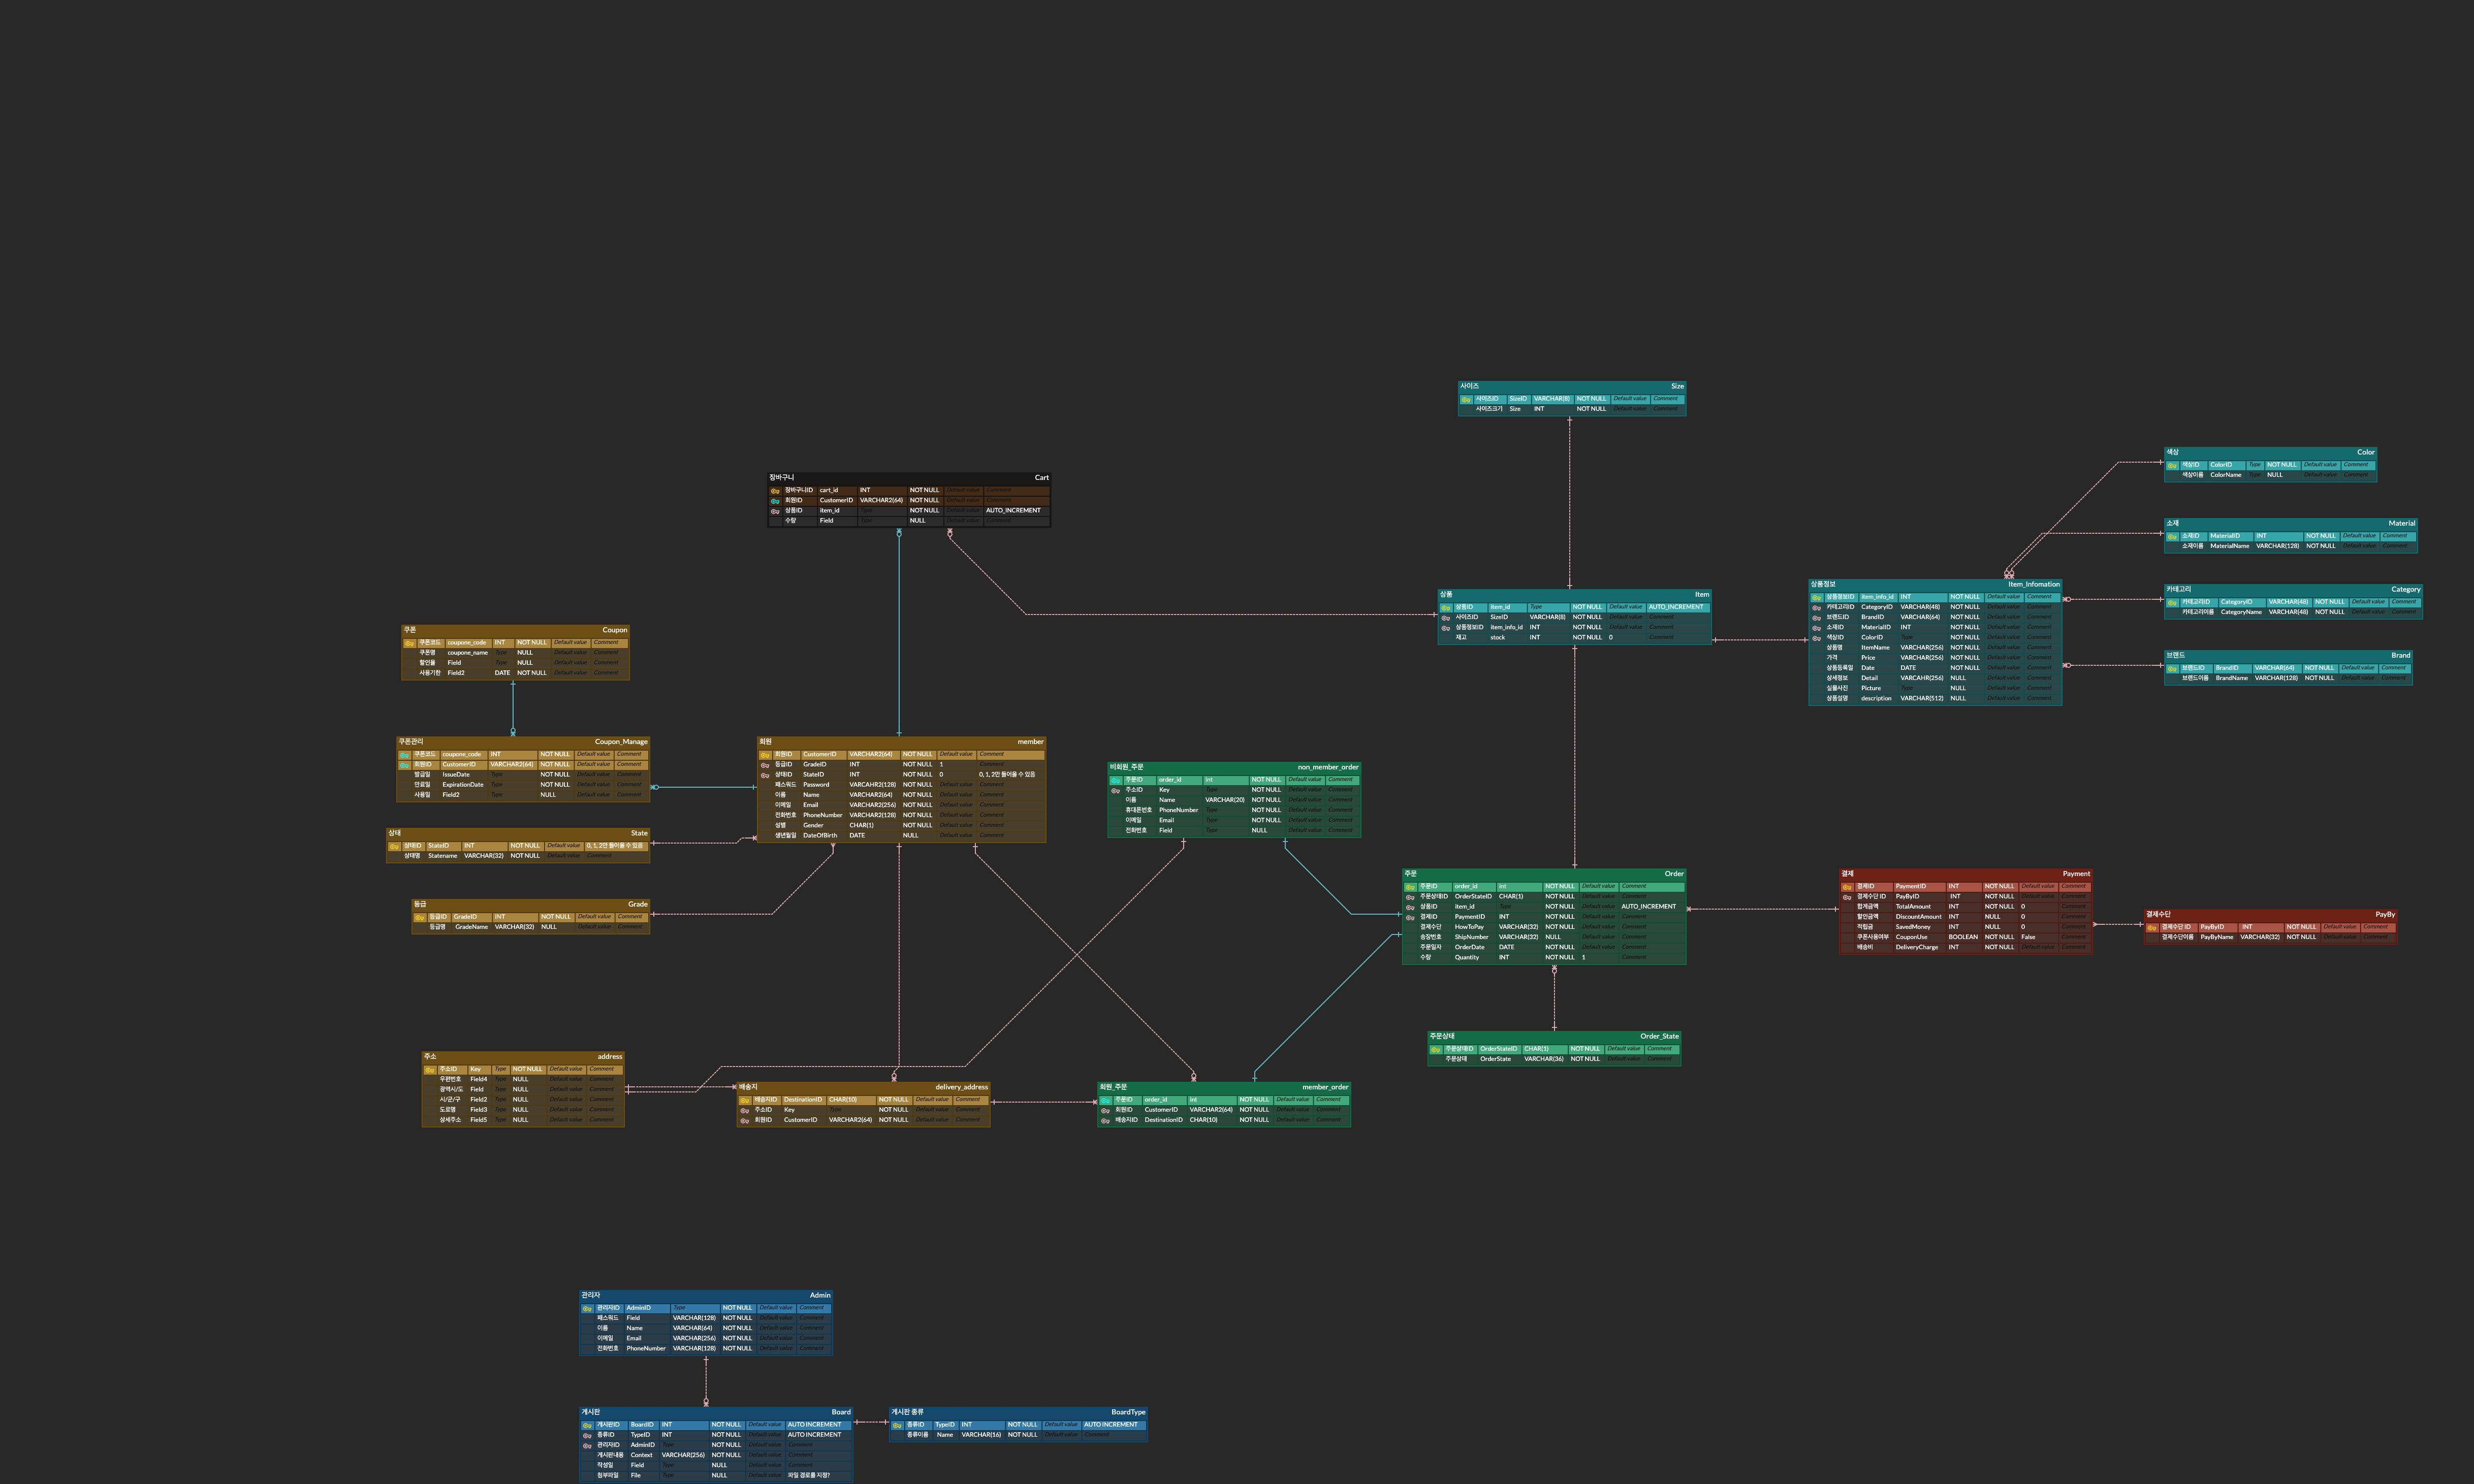 사이즈 Size
사이즈ID SizeID VARCHAR(8) NOT NULL Default value Comment
사이즈크기 Size INT NOT NULL Default value Comment
색상 Color
색상ID ColorID Type NOT NULL Default value Comment
색상이름 ColorName Type NULL Default value Comment
장바구니 Cart
장바구니ID cart_id INT NOT NULL Default value Comment
회원ID CustomerID VARCHAR2(64) NOT NULL Default value Comment
상품ID item_id Type NOT NULL Default value AUTO_INCREMENT
수량 Field Type NULL Default value Comment
소재 Material
소재ID MaterialID INT NOT NULL Default value Comment
소재이름 MaterialName VARCHAR(128) NOT NULL Default value Comment
상품 Item
상품ID item_id Type NOT NULL Default value AUTO_INCREMENT
사이즈ID SizeID VARCHAR(8) NOT NULL Default value Comment
상품정보ID item_info_id INT NOT NULL Default value Comment
재고 stock INT NOT NULL 0 Comment
상품정보 Item_Infomation
상품정보ID item_info_id INT NOT NULL Default value Comment
카테고리ID CategoryID VARCHAR(48) NOT NULL Default value Comment
브랜드ID BrandID VARCHAR(64) NOT NULL Default value Comment
소재ID MaterialID INT NOT NULL Default value Comment
색상ID ColorID Type NOT NULL Default value Comment
상품명 ItemName VARCHAR(256) NOT NULL Default value Comment
가격 Price VARCHAR(256) NOT NULL Default value Comment
상품등록일 Date DATE NOT NULL Default value Comment
상세정보 Detail VARCAHR(256) NULL Default value Comment
실물사진 Picture Type NULL Default value Comment
상품설명 description VARCHAR(512) NULL Default value Comment
카테고리 Category
카테고리ID CategoryID VARCHAR(48) NOT NULL Default value Comment
카테고리이름 CategoryName VARCHAR(48) NOT NULL Default value Comment
브랜드 Brand
브랜드ID BrandID VARCHAR(64) NOT NULL Default value Comment
브랜드이름 BrandName VARCHAR(128) NOT NULL Default value Comment
쿠폰 Coupon
쿠폰코드 coupone_code INT NOT NULL Default value Comment
쿠폰명 coupone_name Type NULL Default value Comment
할인율 Field Type NULL Default value Comment
사용기한 Field2 DATE NOT NULL Default value Comment
쿠폰관리 Coupon_Manage
쿠폰코드 coupone_code INT NOT NULL Default value Comment
회원ID CustomerID VARCHAR2(64) NOT NULL Default value Comment
발급일 IssueDate Type NOT NULL Default value Comment
만료일 ExpirationDate Type NOT NULL Default value Comment
사용일 Field2 Type NULL Default value Comment
회원 member
회원ID CustomerID VARCHAR2(64) NOT NULL Default value Comment
등급ID GradeID INT NOT NULL 1 Comment
상태ID StateID INT NOT NULL 0 0, 1, 2만 들어올 수 있음
패스워드 Password VARCAHR2(128) NOT NULL Default value Comment
이름 Name VARCHAR2(64) NOT NULL Default value Comment
이메일 Email VARCHAR2(256) NOT NULL Default value Comment
전화번호 PhoneNumber VARCHAR2(128) NOT NULL Default value Comment
성별 Gender CHAR(1) NOT NULL Default value Comment
생년월일 DateOfBirth DATE NULL Default value Comment
비회원_주문 non_member_order
주문ID order_id int NOT NULL Default value Comment
주소ID Key Type NOT NULL Default value Comment
이름 Name VARCHAR(20) NOT NULL Default value Comment
휴대폰번호 PhoneNumber Type NOT NULL Default value Comment
이메일 Email Type NOT NULL Default value Comment
전화번호 Field Type NULL Default value Comment
상태 State
상태ID StateID INT NOT NULL Default value 0, 1, 2만 들어올 수 있음
상태명 Statename VARCHAR(32) NOT NULL Default value Comment
등급 Grade
등급ID GradeID INT NOT NULL Default value Comment
등급명 GradeName VARCHAR(32) NULL Default value Comment
주문 Order
주문ID order_id int NOT NULL Default value Comment
주문상태ID OrderStateID CHAR(1) NOT NULL Default value Comment
상품ID item_id Type NOT NULL Default value AUTO_INCREMENT
결제ID PaymentID INT NOT NULL Default value Comment
결제수단 HowToPay VARCHAR(32) NOT NULL Default value Comment
송장번호 ShipNumber VARCHAR(32) NULL Default value Comment
주문일자 OrderDate DATE NOT NULL Default value Comment
수량 Quantity INT NOT NULL 1 Comment
결제 Payment
결제ID PaymentID INT NOT NULL Default value Comment
결제수단 ID PayByID INT NOT NULL Default value Comment
합계금액 TotalAmount INT NOT NULL 0 Comment
할인금액 DiscountAmount INT NULL 0 Comment
적립금 SavedMoney INT NULL 0 Comment
쿠폰사용여부 CouponUse BOOLEAN NOT NULL False Comment
배송비 DeliveryCharge INT NOT NULL Default value Comment
결제수단 PayBy
결제수단 ID PayByID INT NOT NULL Default value Comment
결제수단이름 PayByName VARCHAR(32) NOT NULL Default value Comment
주문상태 Order_State
주문상태ID OrderStateID CHAR(1) NOT NULL Default value Comment
주문상태 OrderState VARCHAR(36) NOT NULL Default value Comment
주소 address
주소ID Key Type NOT NULL Default value Comment
우편번호 Field4 Type NULL Default value Comment
광역시/도 Field Type NULL Default value Comment
시/군/구 Field2 Type NULL Default value Comment
도로명 Field3 Type NULL Default value Comment
상세주소 Field5 Type NULL Default value Comment
배송지 delivery_address
배송지ID DestinationID CHAR(10) NOT NULL Default value Comment
주소ID Key Type NOT NULL Default value Comment
회원ID CustomerID VARCHAR2(64) NOT NULL Default value Comment
회원_주문 member_order
주문ID order_id int NOT NULL Default value Comment
회원ID CustomerID VARCHAR2(64) NOT NULL Default value Comment
배송지ID DestinationID CHAR(10) NOT NULL Default value Comment
관리자 Admin
관리자ID AdminID Type NOT NULL Default value Comment
패스워드 Field VARCHAR(128) NOT NULL Default value Comment
이름 Name VARCHAR(64) NOT NULL Default value Comment
이메일 Email VARCHAR(256) NOT NULL Default value Comment
전화번호 PhoneNumber VARCHAR(128) NOT NULL Default value Comment
게시판 Board
게시판ID BoardID INT NOT NULL Default value AUTO INCREMENT
종류ID TypeID INT NOT NULL Default value AUTO INCREMENT
관리자ID AdminID Type NOT NULL Default value Comment
게시판내용 Context VARCHAR(256) NOT NULL Default value Comment
작성일 Field Type NULL Default value Comment
첨부파일 File Type NULL Default value 파일 경로를 지정?
게시판 종류 BoardType
종류ID TypeID INT NOT NULL Default value AUTO INCREMENT
종류이름 Name VARCHAR(16) NOT NULL Default value Comment